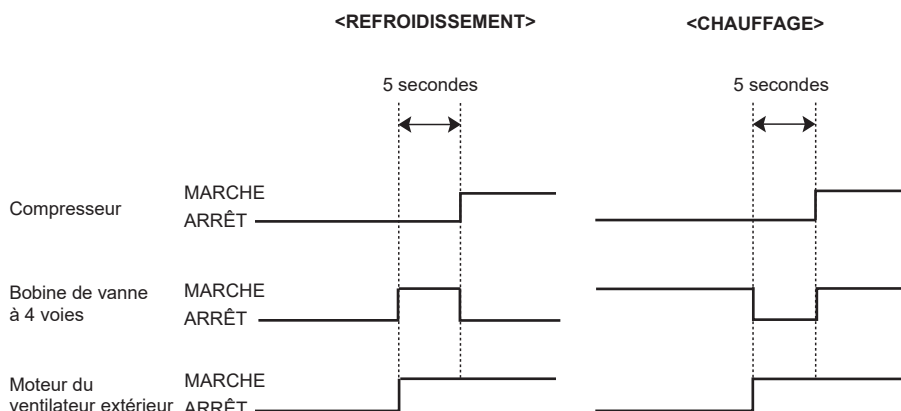 <REFROIDISSEMENT> <CHAUFFAGE>
5 secondes 5 secondes
Compresseur
MARCHE
ARRÊT
Bobine de vanne
à 4 voies
MARCHE
ARRÊT
Moteur du
ventilateur extérieur
MARCHE
ARRÊT